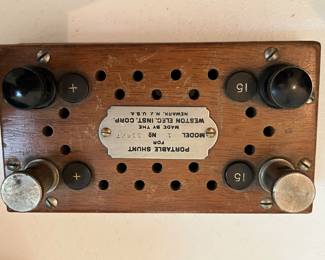 PORTABLE SHUNT
FOR
MODEL 1 No
MADE BY THE
WESTON ELEC. INST. CORP.
NEWARK, N.J. U.S.A.
15 +
15 +